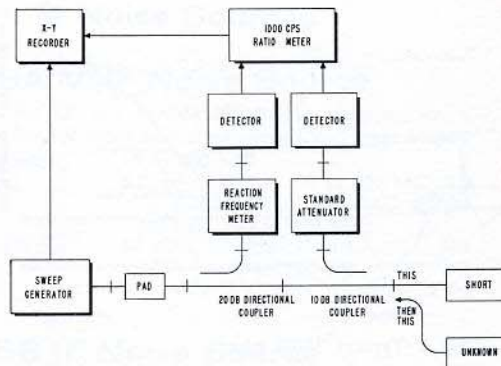 X-Y
RECORDER
1000 CPS
RATIO METER
DETECTOR
DETECTOR
REACTION
FREQUENCY
METER
STANDARD
ATTENUATOR
SWEEP
GENERATOR
PAD
20 DB DIRECTIONAL
COUPLER
10 DB DIRECTIONAL
COUPLER
THIS
SHORT
THEN
THIS
UNKNOWN